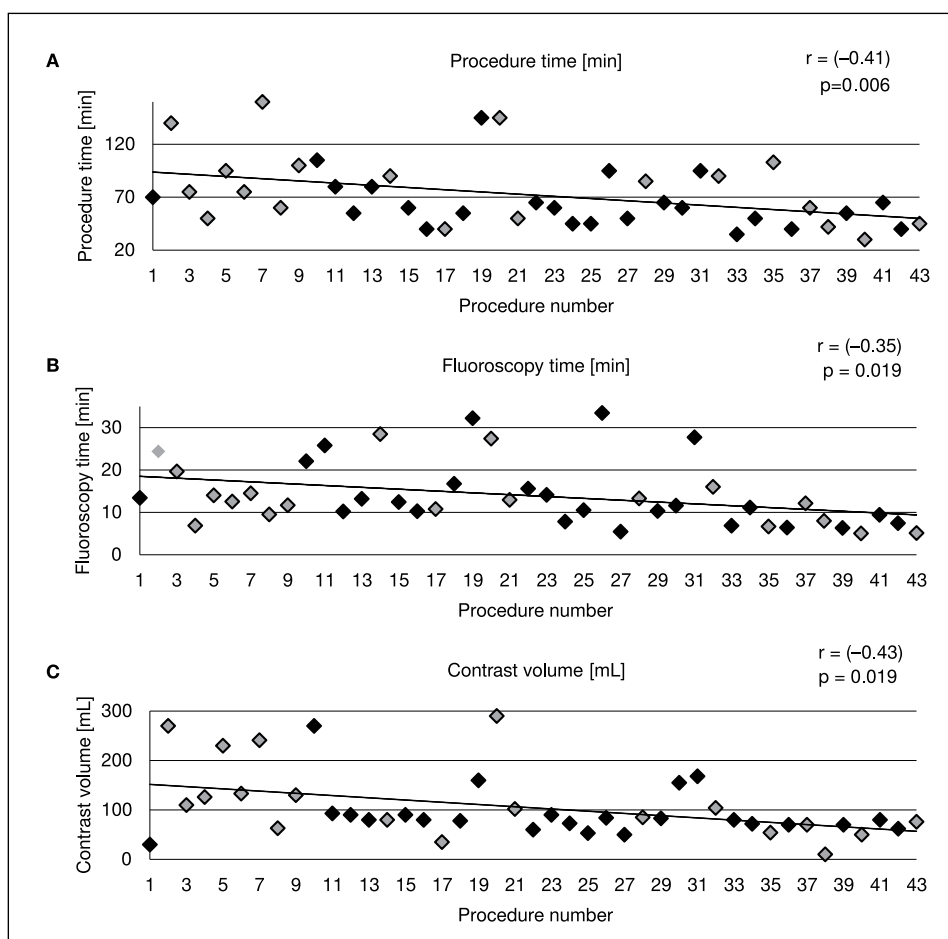 A
Procedure time [min]
r = (–0.41)
p=0.006
Procedure time [min]
120
70
20
1 3 5 7 9 11 13 15 17 19 21 23 25 27 29 31 33 35 37 39 41 43
Procedure number
B
Fluoroscopy time [min]
r = (–0.35)
p = 0.019
Fluoroscopy time [min]
30
20
10
0
1 3 5 7 9 11 13 15 17 19 21 23 25 27 29 31 33 35 37 39 41 43
Procedure number
C
Contrast volume [mL]
r = (–0.43)
p = 0.019
Contrast volume [mL]
300
200
100
0
1 3 5 7 9 11 13 15 17 19 21 23 25 27 29 31 33 35 37 39 41 43
Procedure number